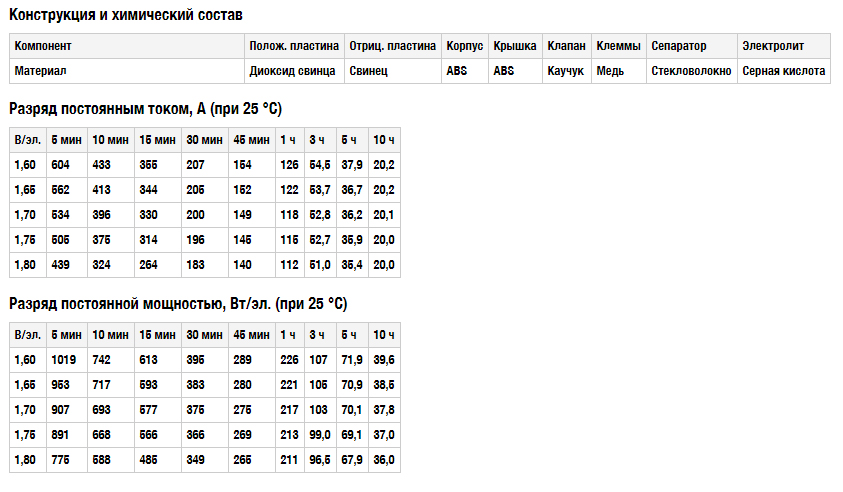 Конструкция и химический состав
Компонент Полож. пластина Отриц. пластина Корпус Крышка Клапан Клеммы Сепаратор Электролит
Материал Диоксид свинца Свинец ABS ABS Каучук Медь Стекловолокно Серная кислота
Разряд постоянным током, А (при 25 °C)
В/эл. 5 мин 10 мин 15 мин 30 мин 45 мин 1 ч 3 ч 5 ч 10 ч
1,60 604 433 355 207 154 126 54,5 37,9 20,2
1,65 562 413 344 205 152 122 53,7 36,7 20,2
1,70 534 396 330 200 149 118 52,8 36,2 20,1
1,75 505 375 314 196 145 115 52,7 35,9 20,0
1,80 439 324 264 183 140 112 51,0 35,4 20,0
Разряд постоянной мощностью, Вт/эл. (при 25 °C)
В/эл. 5 мин 10 мин 15 мин 30 мин 45 мин 1 ч 3 ч 5 ч 10 ч
1,60 1019 742 613 395 289 226 107 71,9 39,6
1,65 953 717 593 383 280 221 105 70,9 38,5
1,70 907 693 577 375 275 217 103 70,1 37,8
1,75 891 668 566 366 269 213 99,0 69,1 37,0
1,80 775 588 485 349 265 211 96,5 67,9 36,0